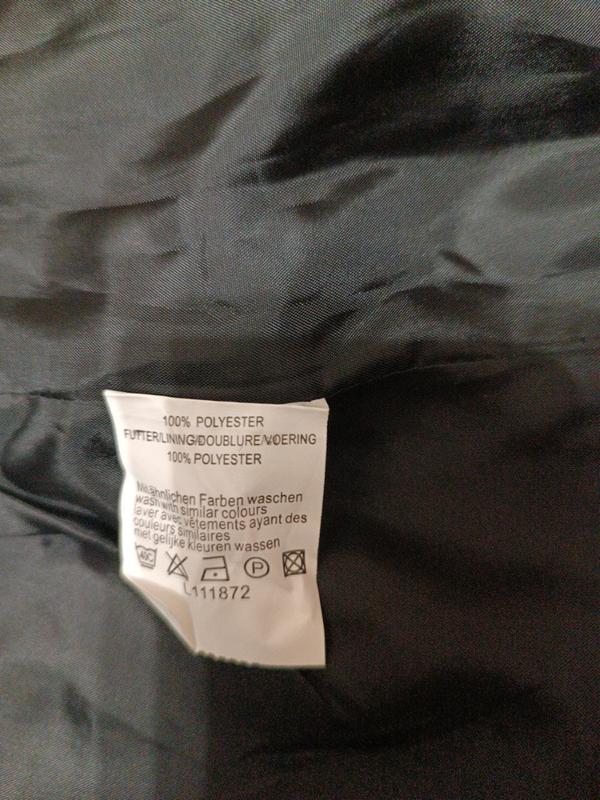 100% POLYESTER
FUTTER/LINING/DOUBLURE/VOERING
100% POLYESTER
Mit ähnlichen Farben waschen
wash with similar colours
laver avec vêtements ayant des
couleurs similaires
met gelijke kleuren wassen
40C P
L111872